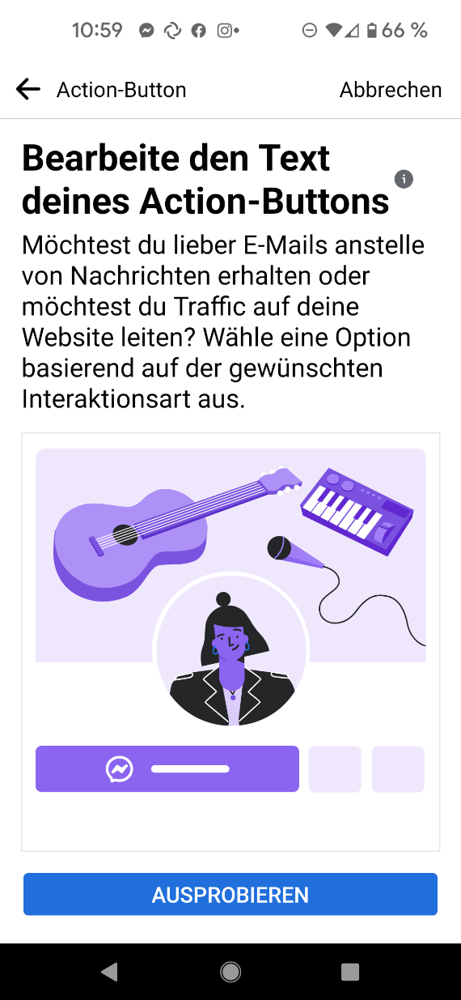 10:59
66 %
Action-Button
Abbrechen
Bearbeite den Text
deines Action-Buttons
Möchtest du lieber E-Mails anstelle
von Nachrichten erhalten oder
möchtest du Traffic auf deine
Website leiten? Wähle eine Option
basierend auf der gewünschten
Interaktionsart aus.
AUSPROBIEREN